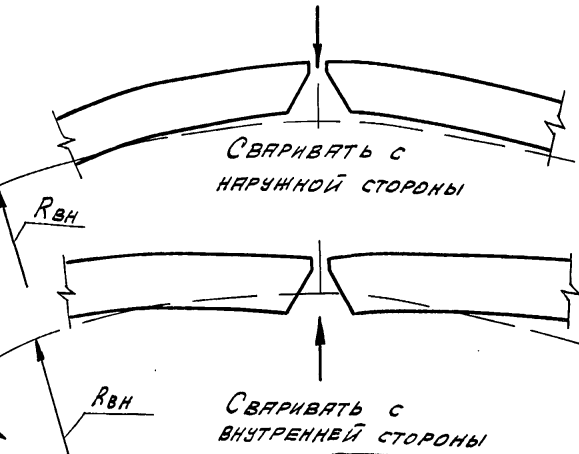 Сваривать с
наружной стороны
Rвн
Rвн
Сваривать с
внутренней стороны